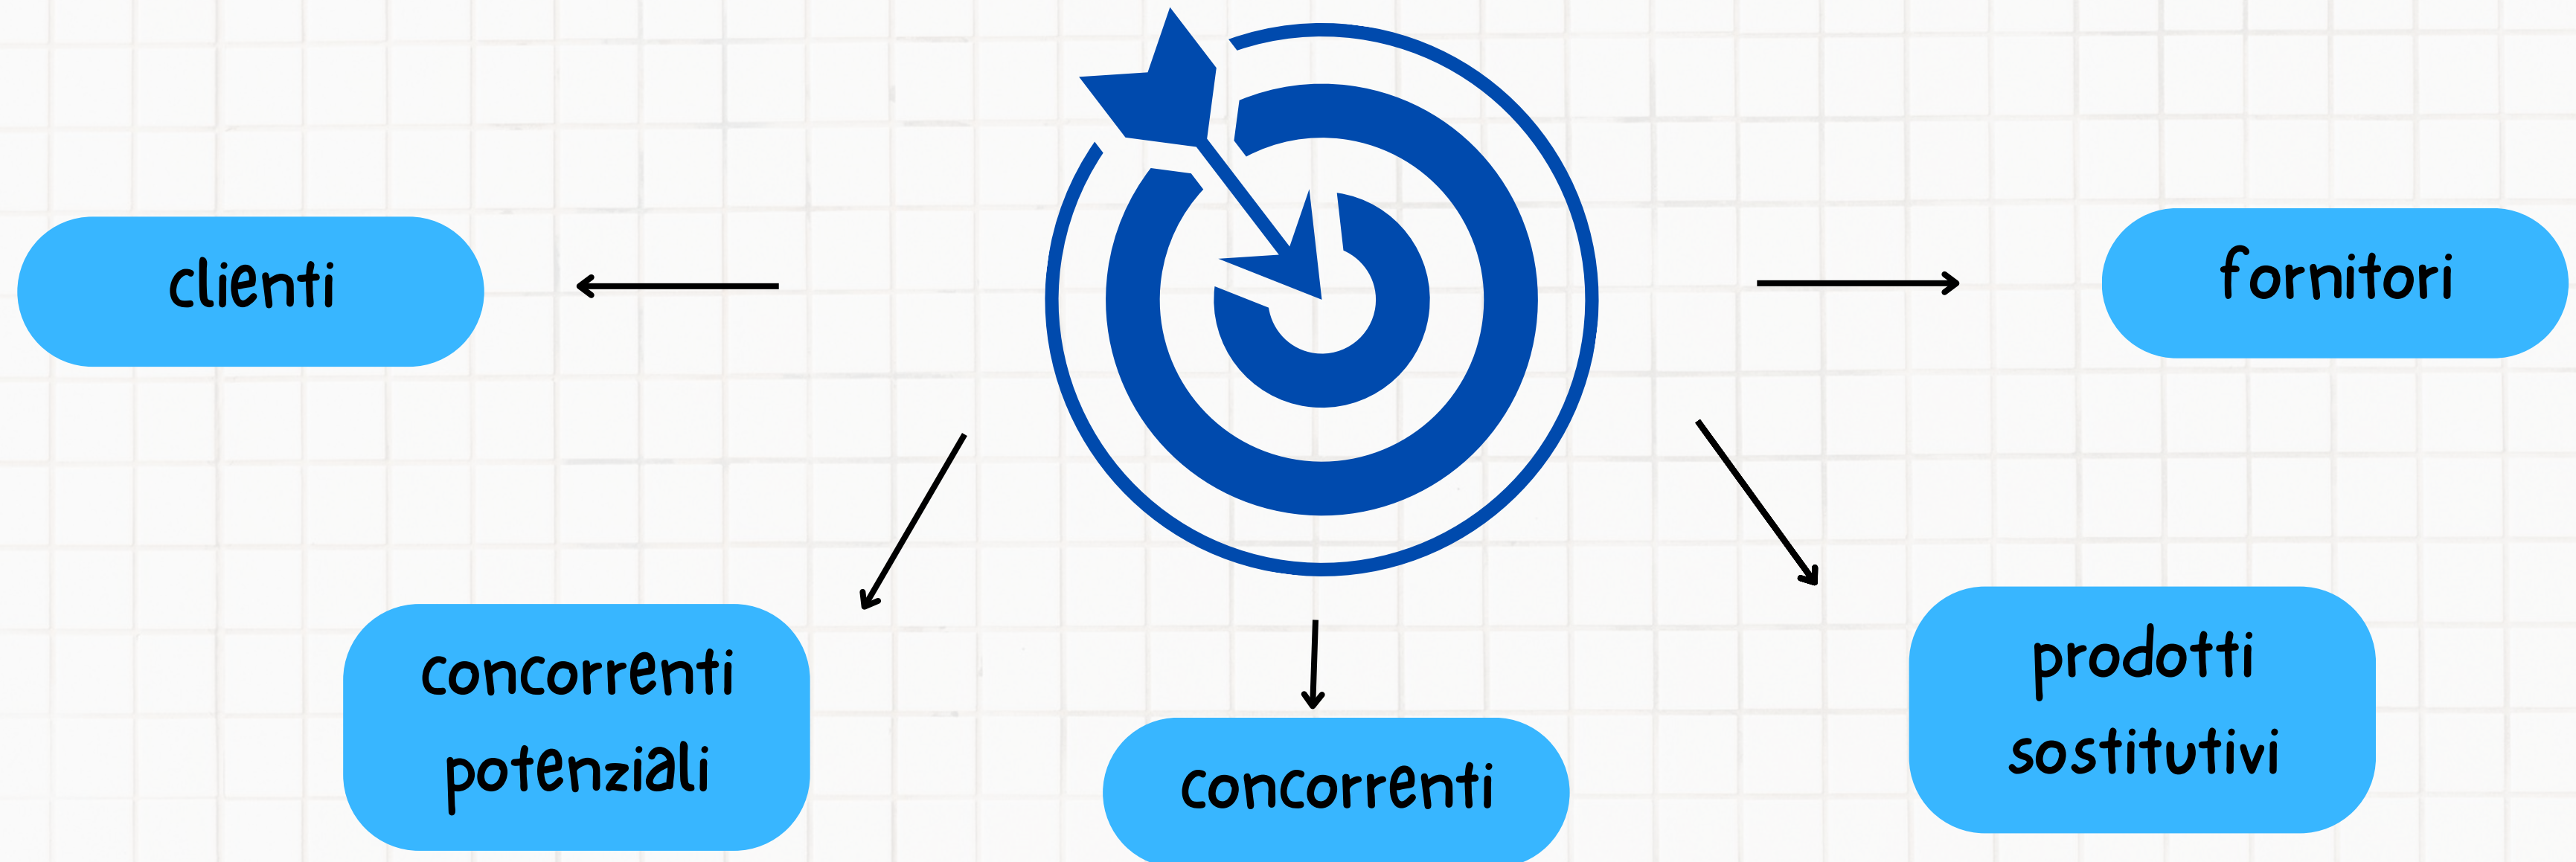 clienti
fornitori
concorrenti
potenziali
concorrenti
prodotti
sostitutivi